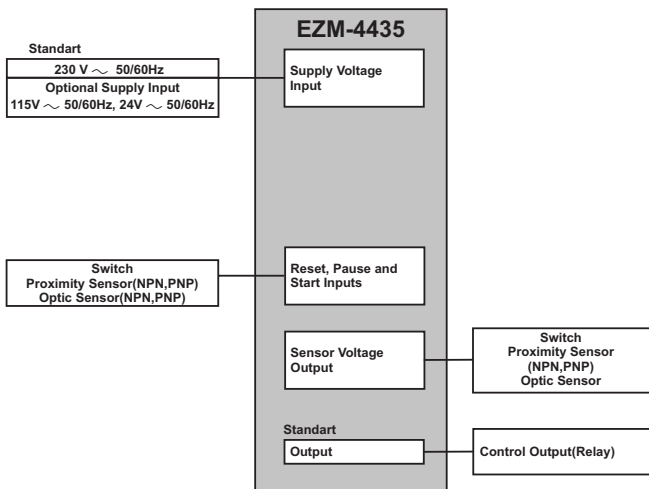 EZM-4435
Standart
230 V ~ 50/60Hz
Optional Supply Input
115V ~ 50/60Hz, 24V ~ 50/60Hz
Supply Voltage
Input
Switch
Proximity Sensor(NPN,PNP)
Optic Sensor(NPN,PNP)
Reset, Pause and
Start Inputs
Sensor Voltage
Output
Switch
Proximity Sensor
(NPN,PNP)
Optic Sensor
Standart
Output
Control Output(Relay)